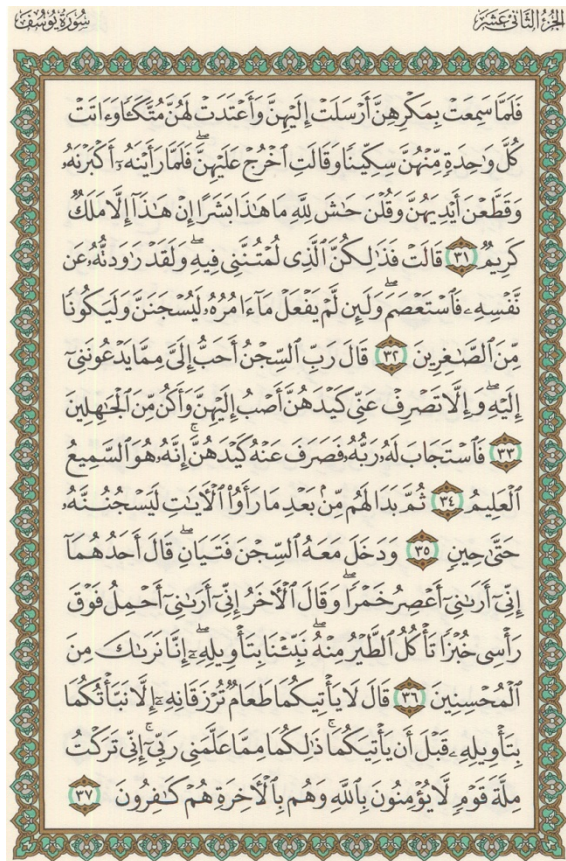 الجزء الثاني عشر
سورة يوسف
فَلَمَّا سَمِعَتْ بِمَكْرِهِنَّ أَرْسَلَتْ إِلَيْهِنَّ وَأَعْتَدَتْ لَهُنَّ مُتَّكَـًٔا وَءَاتَتْ
كُلَّ وَٰحِدَةٍ مِّنْهُنَّ سِكِّينًا وَقَالَتِ ٱخْرُجْ عَلَيْهِنَّ ۖ فَلَمَّا رَأَيْنَهُۥٓ أَكْبَرْنَهُۥ
وَقَطَّعْنَ أَيْدِيَهُنَّ وَقُلْنَ حَٰشَ لِلَّهِ مَا هَٰذَا بَشَرًا إِنْ هَٰذَآ إِلَّا مَلَكٌ
كَرِيمٌ ٣١ قَالَتْ فَذَٰلِكُنَّ ٱلَّذِى لُمْتُنَّنِى فِيهِ ۖ وَلَقَدْ رَٰوَدتُّهُۥ عَن
نَّفْسِهِۦ فَٱسْتَعْصَمَ ۖ وَلَئِن لَّمْ يَفْعَلْ مَآ ءَامُرُهُۥ لَيُسْجَنَنَّ وَلَيَكُونًا
مِّنَ ٱلصَّٰغِرِينَ ٣٢ قَالَ رَبِّ ٱلسِّجْنُ أَحَبُّ إِلَىَّ مِمَّا يَدْعُونَنِىٓ
إِلَيْهِ ۖ وَإِلَّا تَصْرِفْ عَنِّى كَيْدَهُنَّ أَصْبُ إِلَيْهِنَّ وَأَكُن مِّنَ ٱلْجَٰهِلِينَ
٣٣ فَٱسْتَجَابَ لَهُۥ رَبُّهُۥ فَصَرَفَ عَنْهُ كَيْدَهُنَّ ۚ إِنَّهُۥ هُوَ ٱلسَّمِيعُ
ٱلْعَلِيمُ ٣٤ ثُمَّ بَدَا لَهُم مِّنۢ بَعْدِ مَا رَأَوُا۟ ٱلْءَايَٰتِ لَيَسْجُنُنَّهُۥ
حَتَّىٰ حِينٍ ٣٥ وَدَخَلَ مَعَهُ ٱلسِّجْنَ فَتَيَانِ ۖ قَالَ أَحَدُهُمَآ
إِنِّىٓ أَرَىٰنِىٓ أَعْصِرُ خَمْرًا ۖ وَقَالَ ٱلْءَاخَرُ إِنِّىٓ أَرَىٰنِىٓ أَحْمِلُ فَوْقَ
رَأْسِى خُبْزًا تَأْكُلُ ٱلطَّيْرُ مِنْهُ ۖ نَبِّئْنَا بِتَأْوِيلِهِۦٓ ۖ إِنَّا نَرَىٰكَ مِنَ
ٱلْمُحْسِنِينَ ٣٦ قَالَ لَا يَأْتِيكُمَا طَعَامٌ تُرْزَقَانِهِۦٓ إِلَّا نَبَّأْتُكُمَا
بِتَأْوِيلِهِۦ قَبْلَ أَن يَأْتِيَكُمَا ۚ ذَٰلِكُمَا مِمَّا عَلَّمَنِى رَبِّىٓ ۚ إِنِّى تَرَكْتُ
مِلَّةَ قَوْمٍ لَّا يُؤْمِنُونَ بِٱللَّهِ وَهُم بِٱلْءَاخِرَةِ هُمْ كَٰفِرُونَ ٣٧